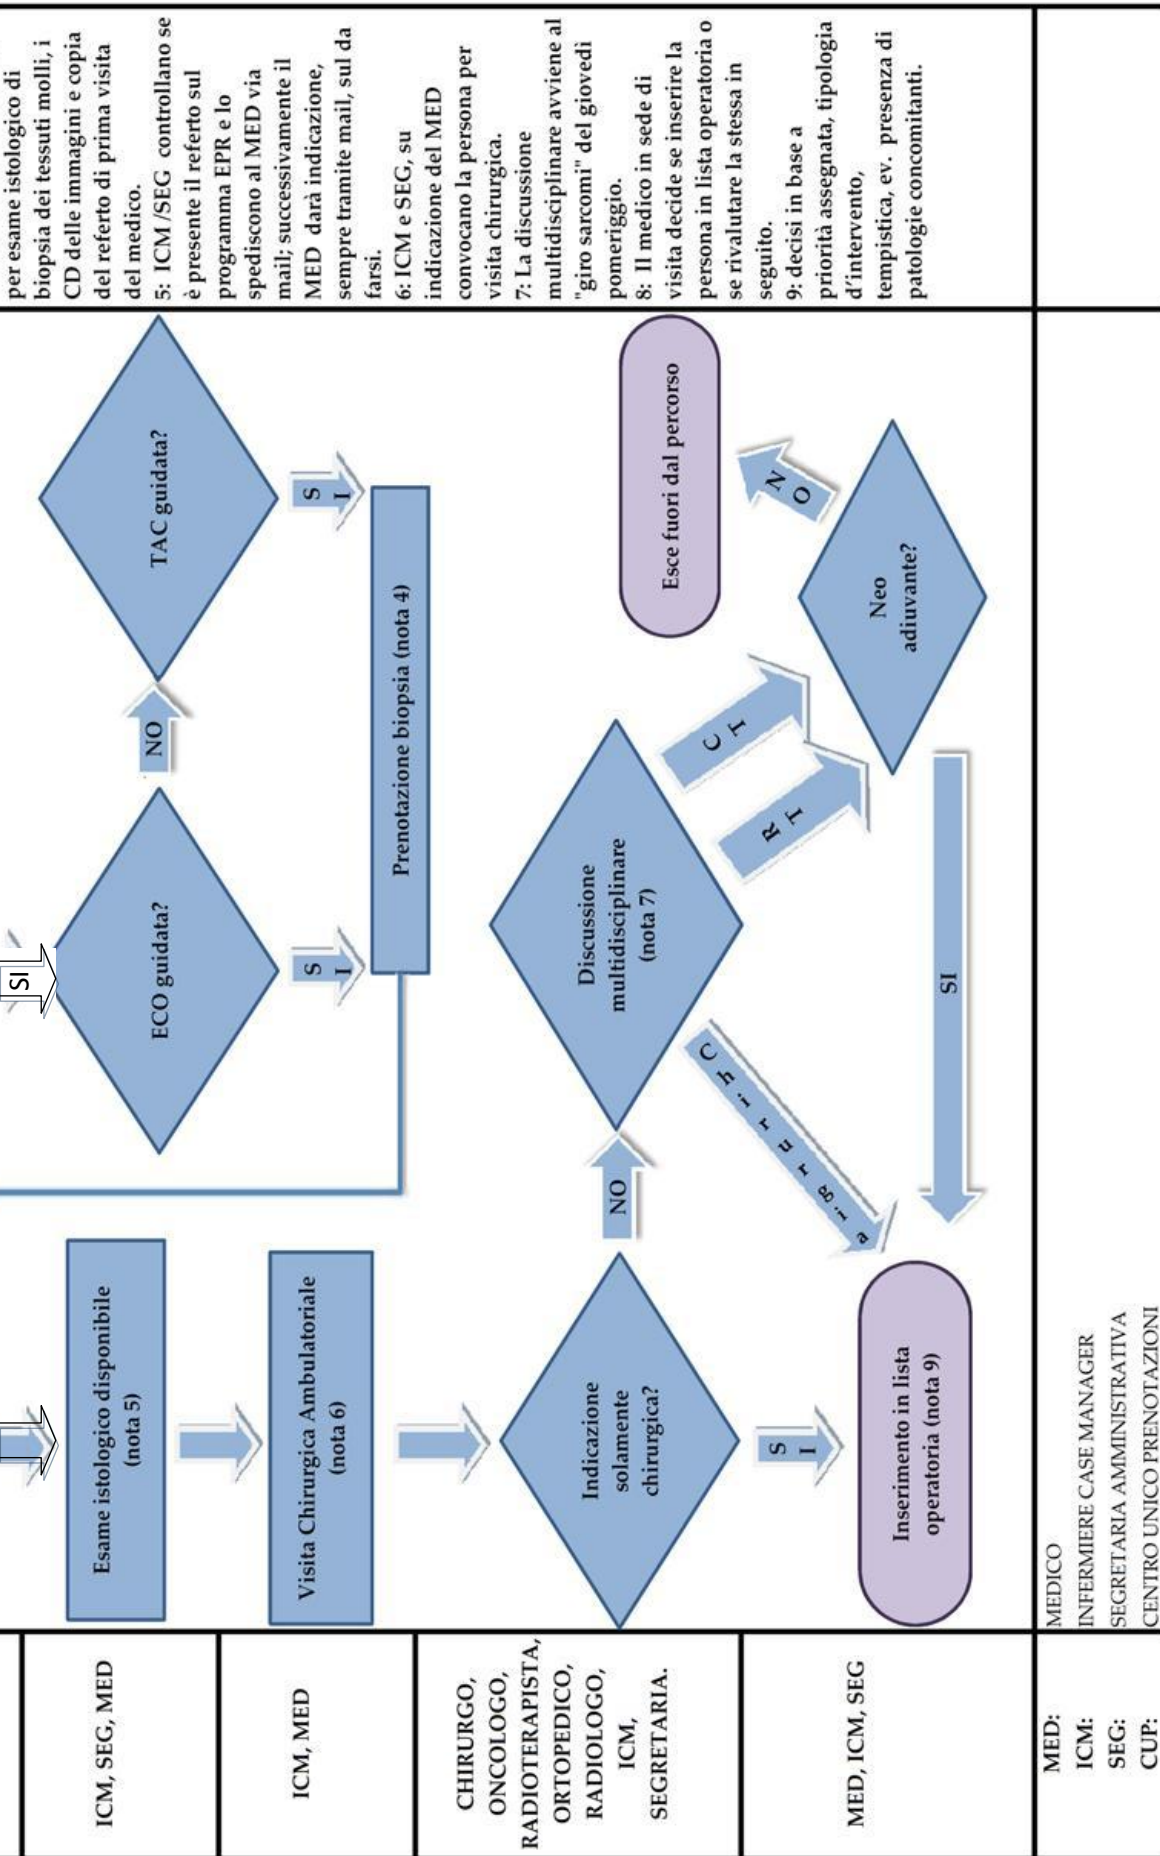 ICM, SEG, MED
ICM, MED
CHIRURGO,
ONCOLOGO,
RADIOTERAPISTA,
ORTOPEDICO,
RADIOLOGO,
ICM,
SEGRETARIA.
MED, ICM, SEG
Esame istologico disponibile
(nota 5)
Visita Chirurgica Ambulatoriale
(nota 6)
Indicazione
solamente
chirurgica?
SI
Inserimento in lista
operatoria (nota 9)
NO
SI
ECO guidata?
SI
NO
TAC guidata?
SI
Prenotazione biopsia (nota 4)
Discussione
multidisciplinare
(nota 7)
Chirurgia
RT
CT
Neo
adiuvante?
SI
NO
Esce fuori dal percorso
per esame istologico di
biopsia dei tessuti molli, i
CD delle immagini e copia
del referto di prima visita
del medico.
5: ICM /SEG controllano se
è presente il referto sul
programma EPR e lo
spediscono al MED via
mail; successivamente il
MED darà indicazione,
sempre tramite mail, sul da
farsi.
6: ICM e SEG, su
indicazione del MED
convocano la persona per
visita chirurgica.
7: La discussione
multidisciplinare avviene al
"giro sarcomi" del giovedì
pomeriggio.
8: Il medico in sede di
visita decide se inserire la
persona in lista operatoria o
se rivalutare la stessa in
seguito.
9: decisi in base a
priorità assegnata, tipologia
d'intervento,
tempistica, ev. presenza di
patologie concomitanti.
MED: MEDICO
ICM: INFERMIERE CASE MANAGER
SEG: SEGRETARIA AMMINISTRATIVA
CUP: CENTRO UNICO PRENOTAZIONI